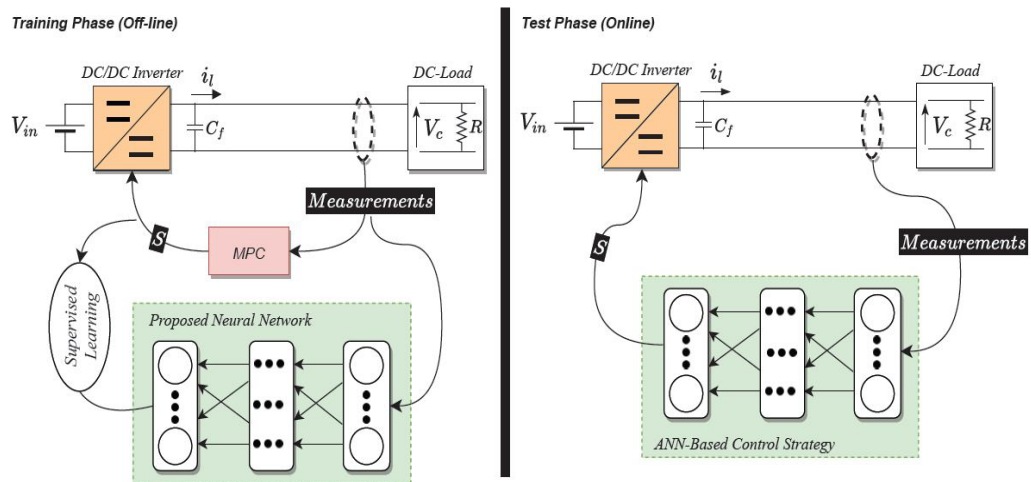 Training Phase (Off-line)
DC/DC Inverter
i_l
DC-Load
V_in
C_f
V_c
R
Measurements
S
MPC
Supervised
Learning
Proposed Neural Network
Test Phase (Online)
DC/DC Inverter
i_l
DC-Load
V_in
C_f
V_c
R
S
Measurements
ANN-Based Control Strategy